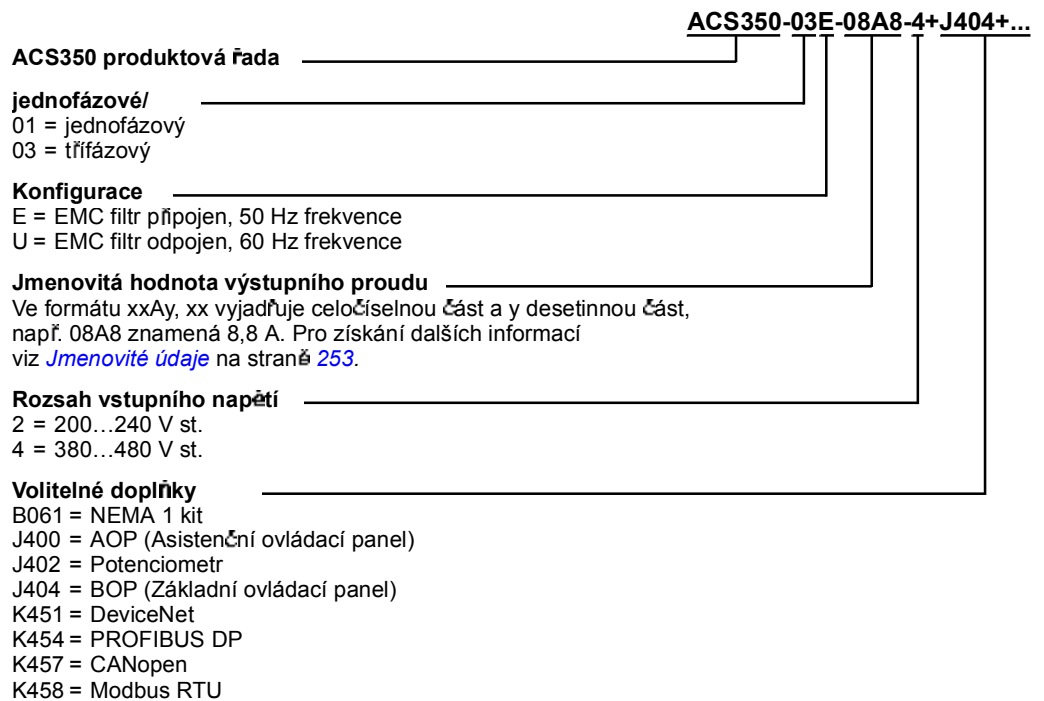 ACS350-03E-08A8-4+J404+...
ACS350 produktová řada
jednofázové/
01 = jednofázový
03 = třífázový
Konfigurace
E = EMC filtr připojen, 50 Hz frekvence
U = EMC filtr odpojen, 60 Hz frekvence
Jmenovitá hodnota výstupního proudu
Ve formátu xxAy, xx vyjadřuje celočíselnou část a y desetinnou část,
např. 08A8 znamená 8,8 A. Pro získání dalších informací
viz Jmenovité údaje na straně 253.
Rozsah vstupního napětí
2 = 200…240 V st.
4 = 380…480 V st.
Volitelné doplňky
B061 = NEMA 1 kit
J400 = AOP (Asistenční ovládací panel)
J402 = Potenciometr
J404 = BOP (Základní ovládací panel)
K451 = DeviceNet
K454 = PROFIBUS DP
K457 = CANopen
K458 = Modbus RTU